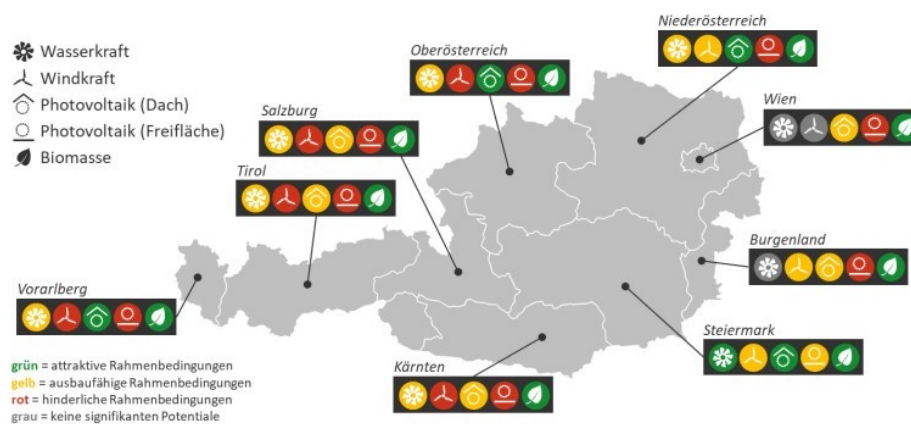 Wasserkraft
Windkraft
Photovoltaik (Dach)
Photovoltaik (Freifläche)
Biomasse
Niederösterreich
Oberösterreich
Wien
Salzburg
Tirol
Burgenland
Vorarlberg
Steiermark
Kärnten
grün = attraktive Rahmenbedingungen
gelb = ausbaufähige Rahmenbedingungen
rot = hinderliche Rahmenbedingungen
grau = keine signifikanten Potentiale